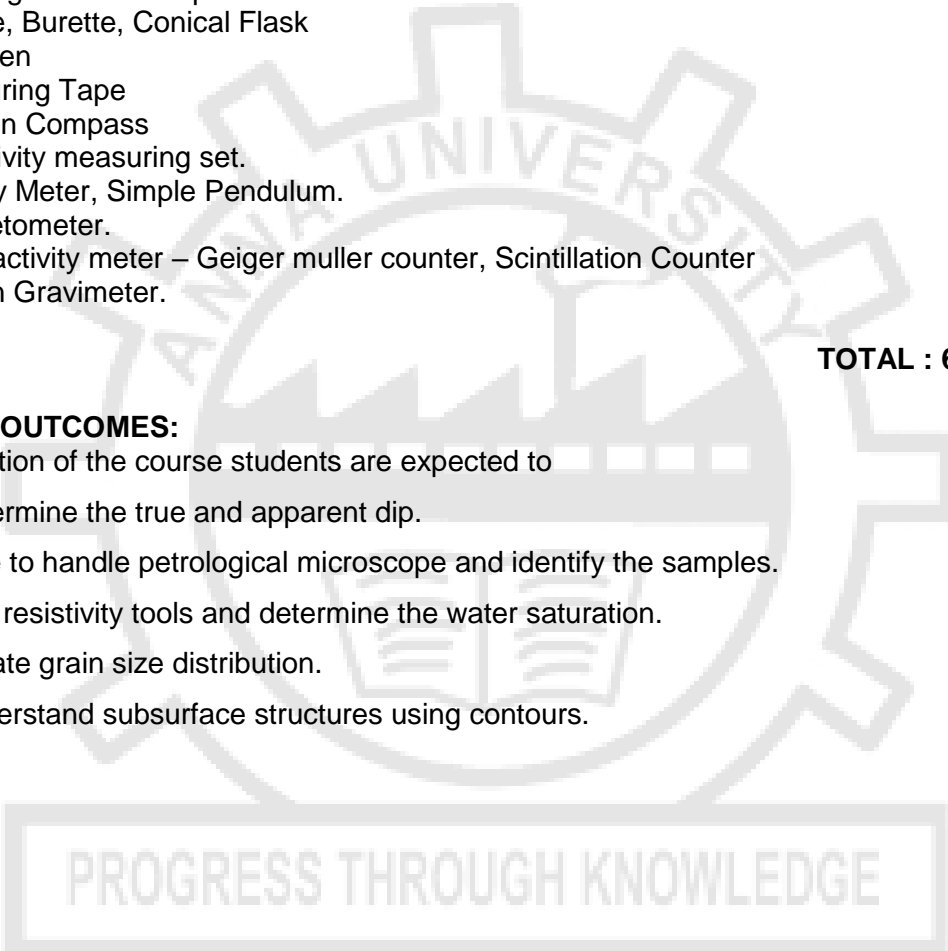 e, Burette, Conical Flask
en
ring Tape
n Compass
ivity measuring set.
y Meter, Simple Pendulum.
etometer.
activity meter – Geiger muller counter, Scintillation Counter
n Gravimeter.
TOTAL : 6
OUTCOMES:
tion of the course students are expected to
ermine the true and apparent dip.
e to handle petrological microscope and identify the samples.
resistivity tools and determine the water saturation.
ate grain size distribution.
erstand subsurface structures using contours.
ANNA UNIVERSITY
PROGRESS THROUGH KNOWLEDGE